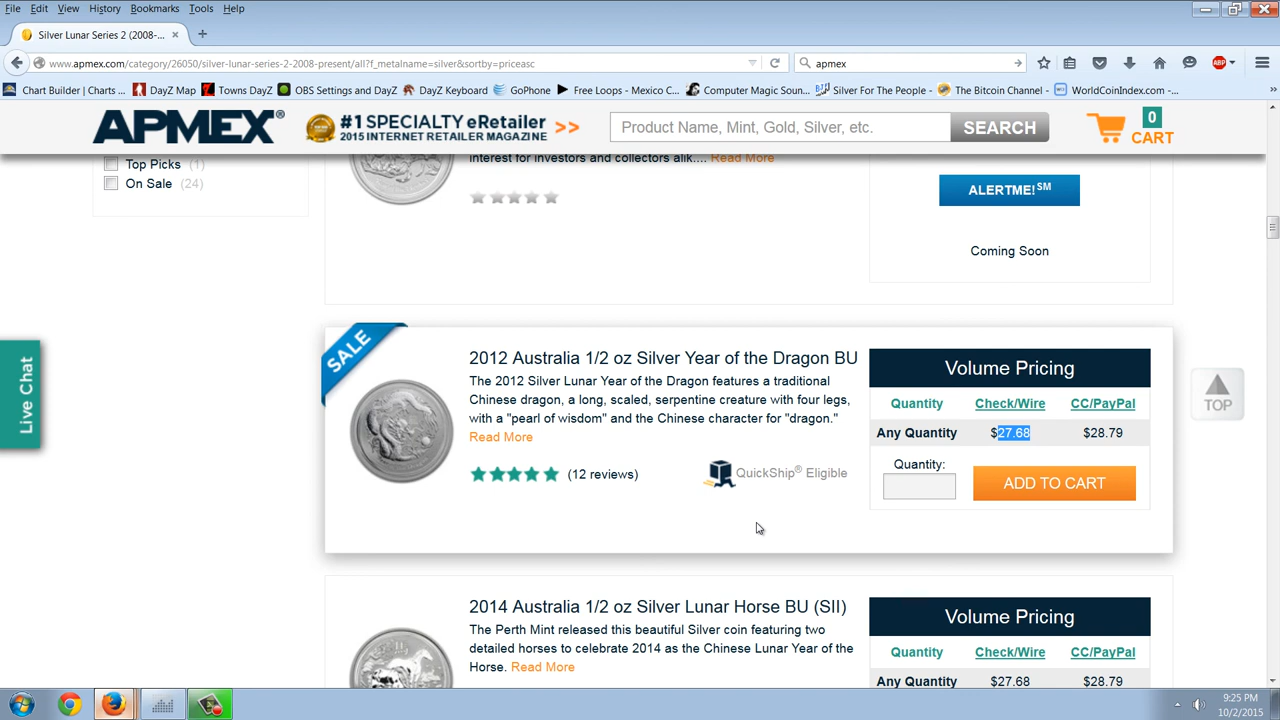 File Edit View History Bookmarks Tools Help
Silver Lunar Series 2 (2008-...
www.apmex.com/category/26050/silver-lunar-series-2-2008-present/all?f_metalname=silver&sortby=priceasc
apmex
ABP
Chart Builder | Charts ... DayZ Map Towns DayZ OBS Settings and DayZ DayZ Keyboard GoPhone Free Loops - Mexico C... Computer Magic Soun... Silver For The People - ... The Bitcoin Channel - ... WorldCoinIndex.com -...
APMEX®
#1 SPECIALTY eRetailer
2015 INTERNET RETAILER MAGAZINE >>
Product Name, Mint, Gold, Silver, etc.
SEARCH
0
CART
Top Picks (1)
On Sale (24)
interest for investors and collectors alik.... Read More
ALERTME!SM
Coming Soon
Live Chat
SALE
2012 Australia 1/2 oz Silver Year of the Dragon BU
The 2012 Silver Lunar Year of the Dragon features a traditional
Chinese dragon, a long, scaled, serpentine creature with four legs,
with a "pearl of wisdom" and the Chinese character for "dragon."
Read More
(12 reviews)
QuickShip® Eligible
Volume Pricing
Quantity Check/Wire CC/PayPal
Any Quantity $27.68 $28.79
Quantity:
ADD TO CART
TOP
2014 Australia 1/2 oz Silver Lunar Horse BU (SII)
The Perth Mint released this beautiful Silver coin featuring two
detailed horses to celebrate 2014 as the Chinese Lunar Year of the
Horse. Read More
Volume Pricing
Quantity Check/Wire CC/PayPal
Any Quantity $27.68 $28.79
9:25 PM
10/2/2015